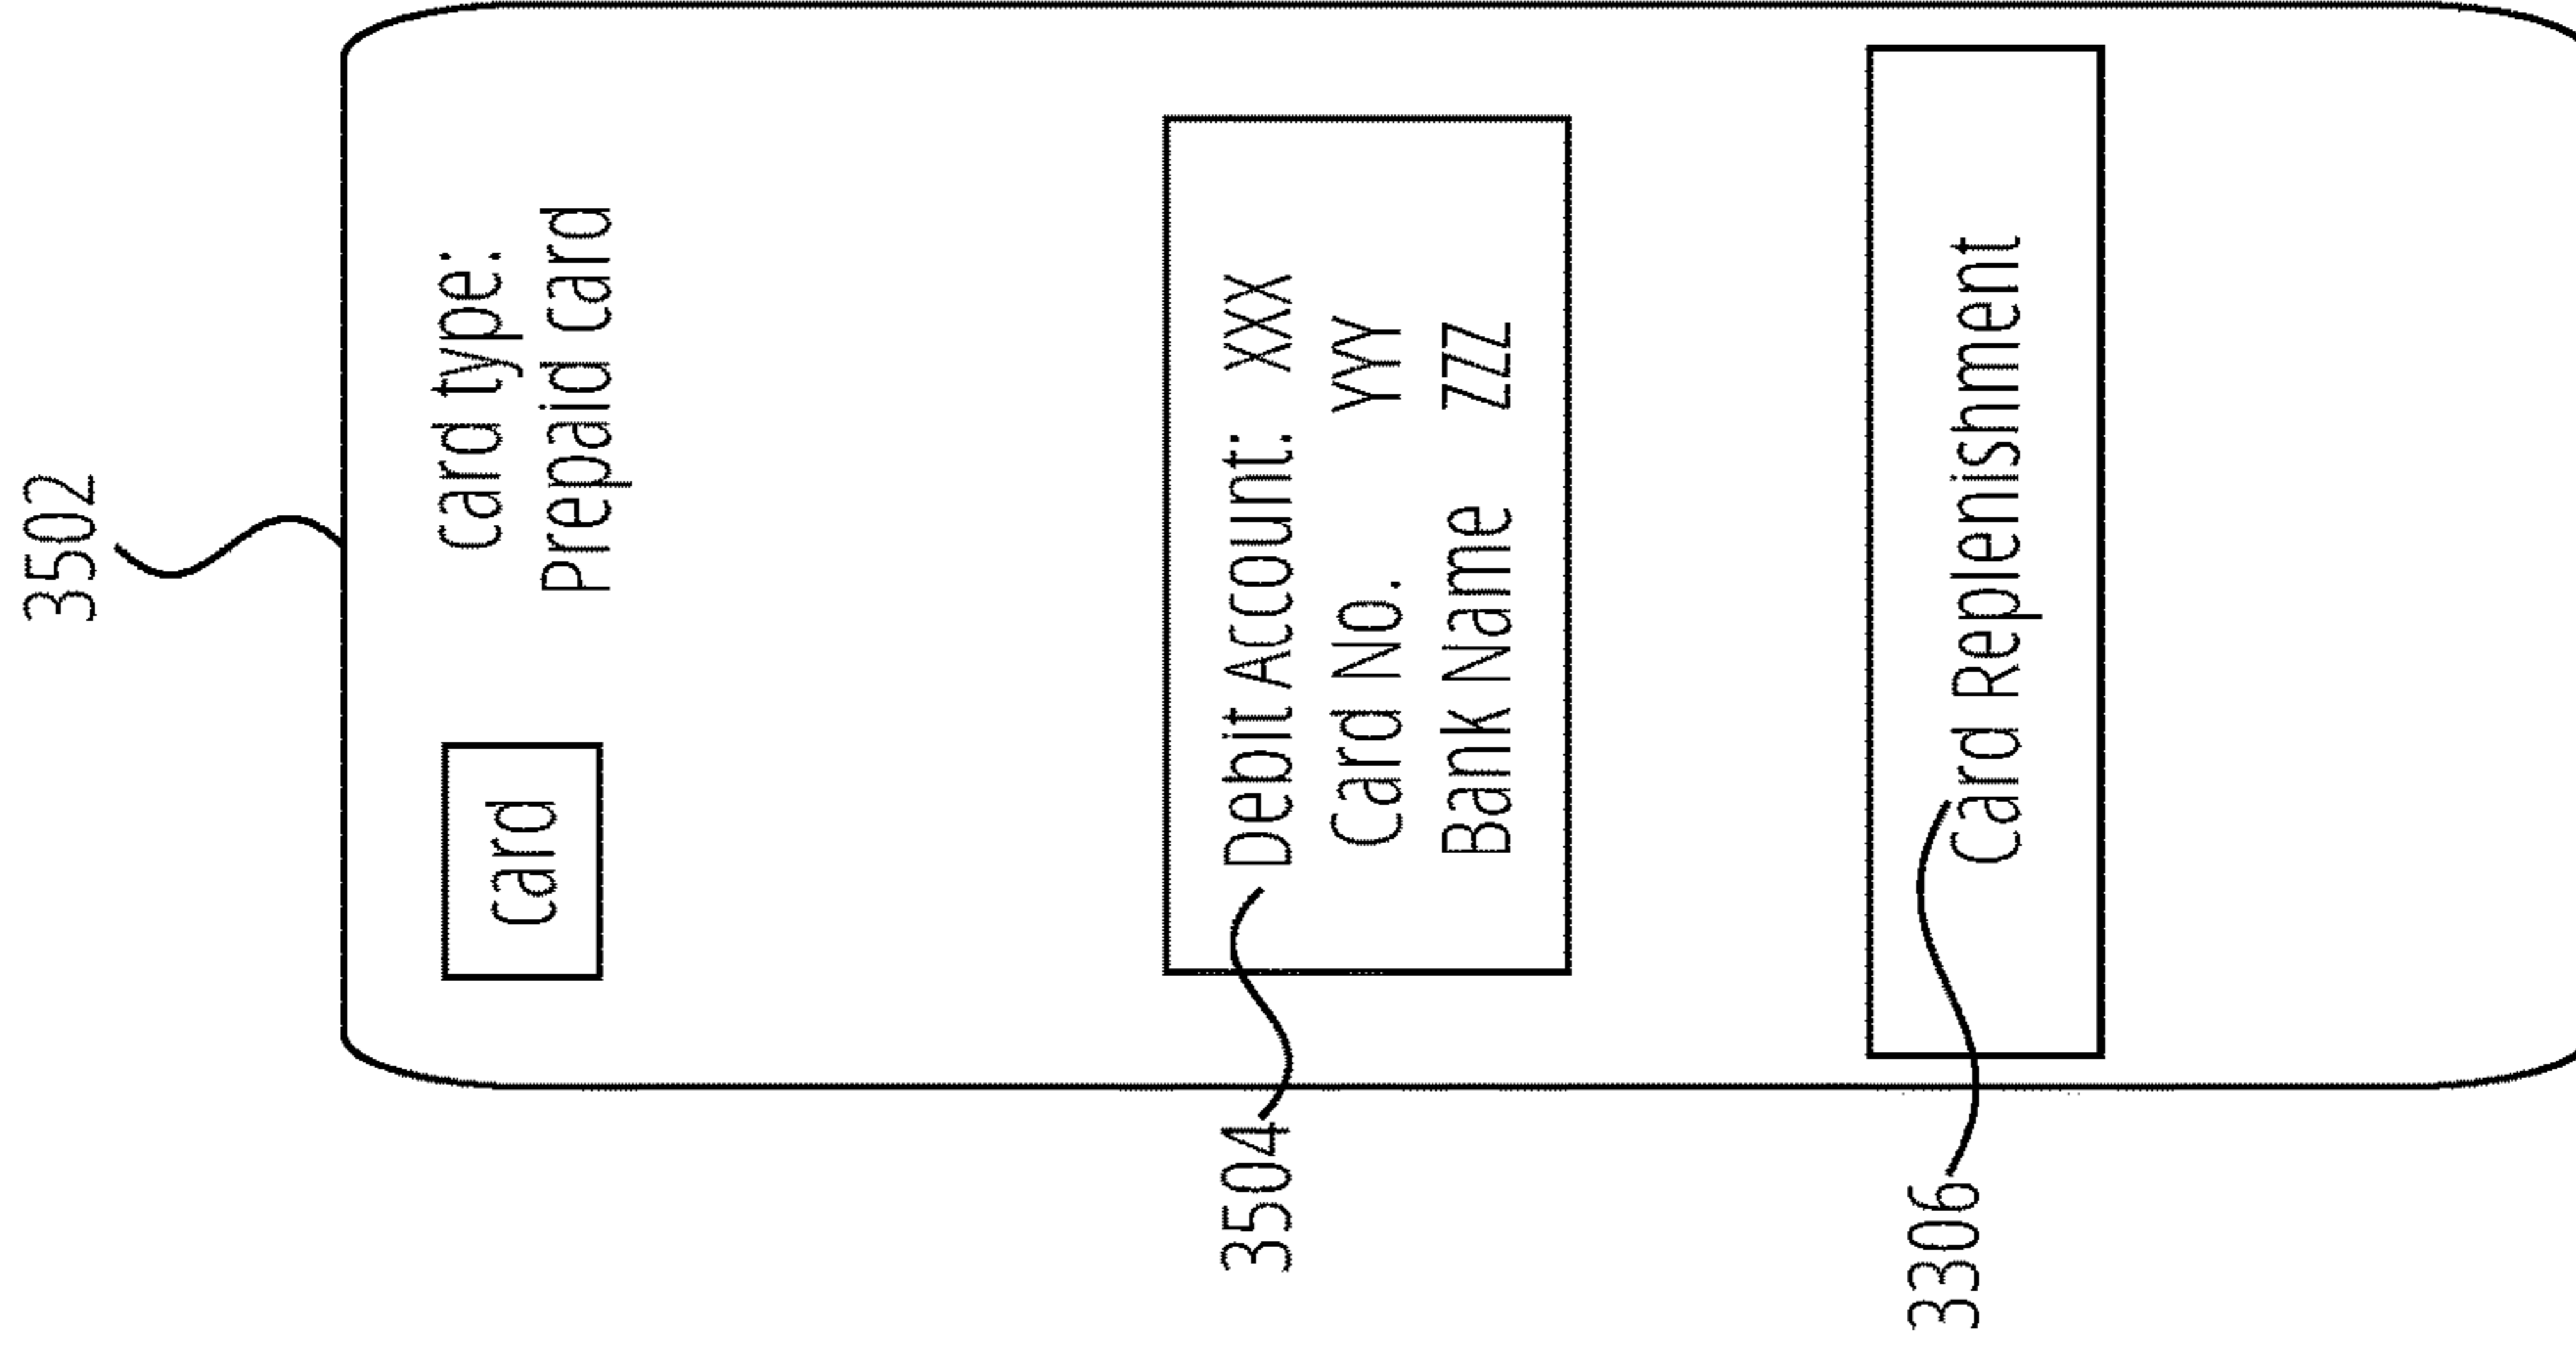 3502
card
card type:
Prepaid card
3504
Debit Account: XXX
Card No. YYY
Bank Name ZZZ
3306
Card Replenishment